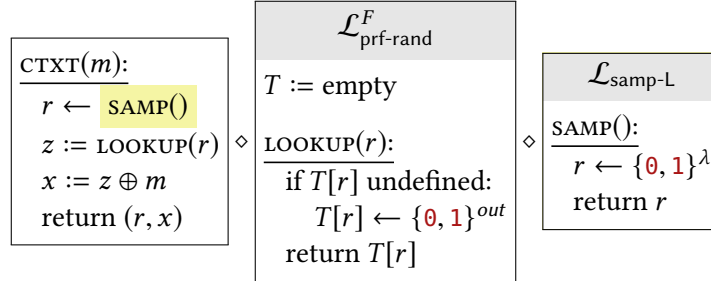 CTXT(m):
r ← SAMP()
z := LOOKUP(r)
x := z ⊕ m
return (r, x)
⋄
ℒ^F_prf-rand
T := empty
LOOKUP(r):
if T[r] undefined:
T[r] ← {0, 1}^out
return T[r]
⋄
ℒ_samp-L
SAMP():
r ← {0, 1}^λ
return r